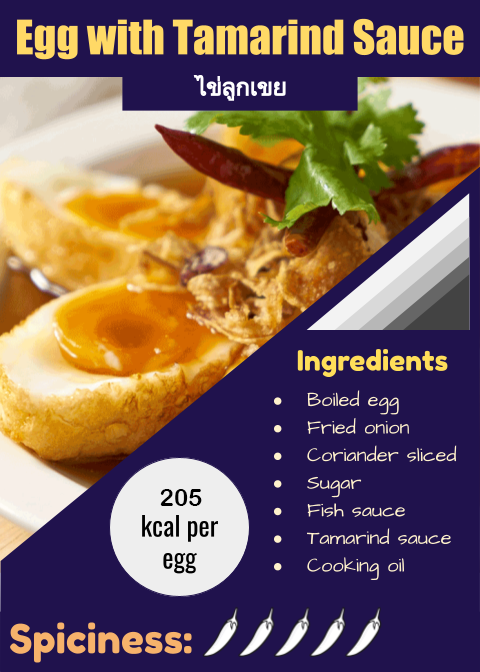 Egg with Tamarind Sauce
ไข่ลูกเขย
Ingredients
• Boiled egg
• Fried onion
• Coriander sliced
• Sugar
• Fish sauce
• Tamarind sauce
• Cooking oil
205
kcal per
egg
Spiciness: